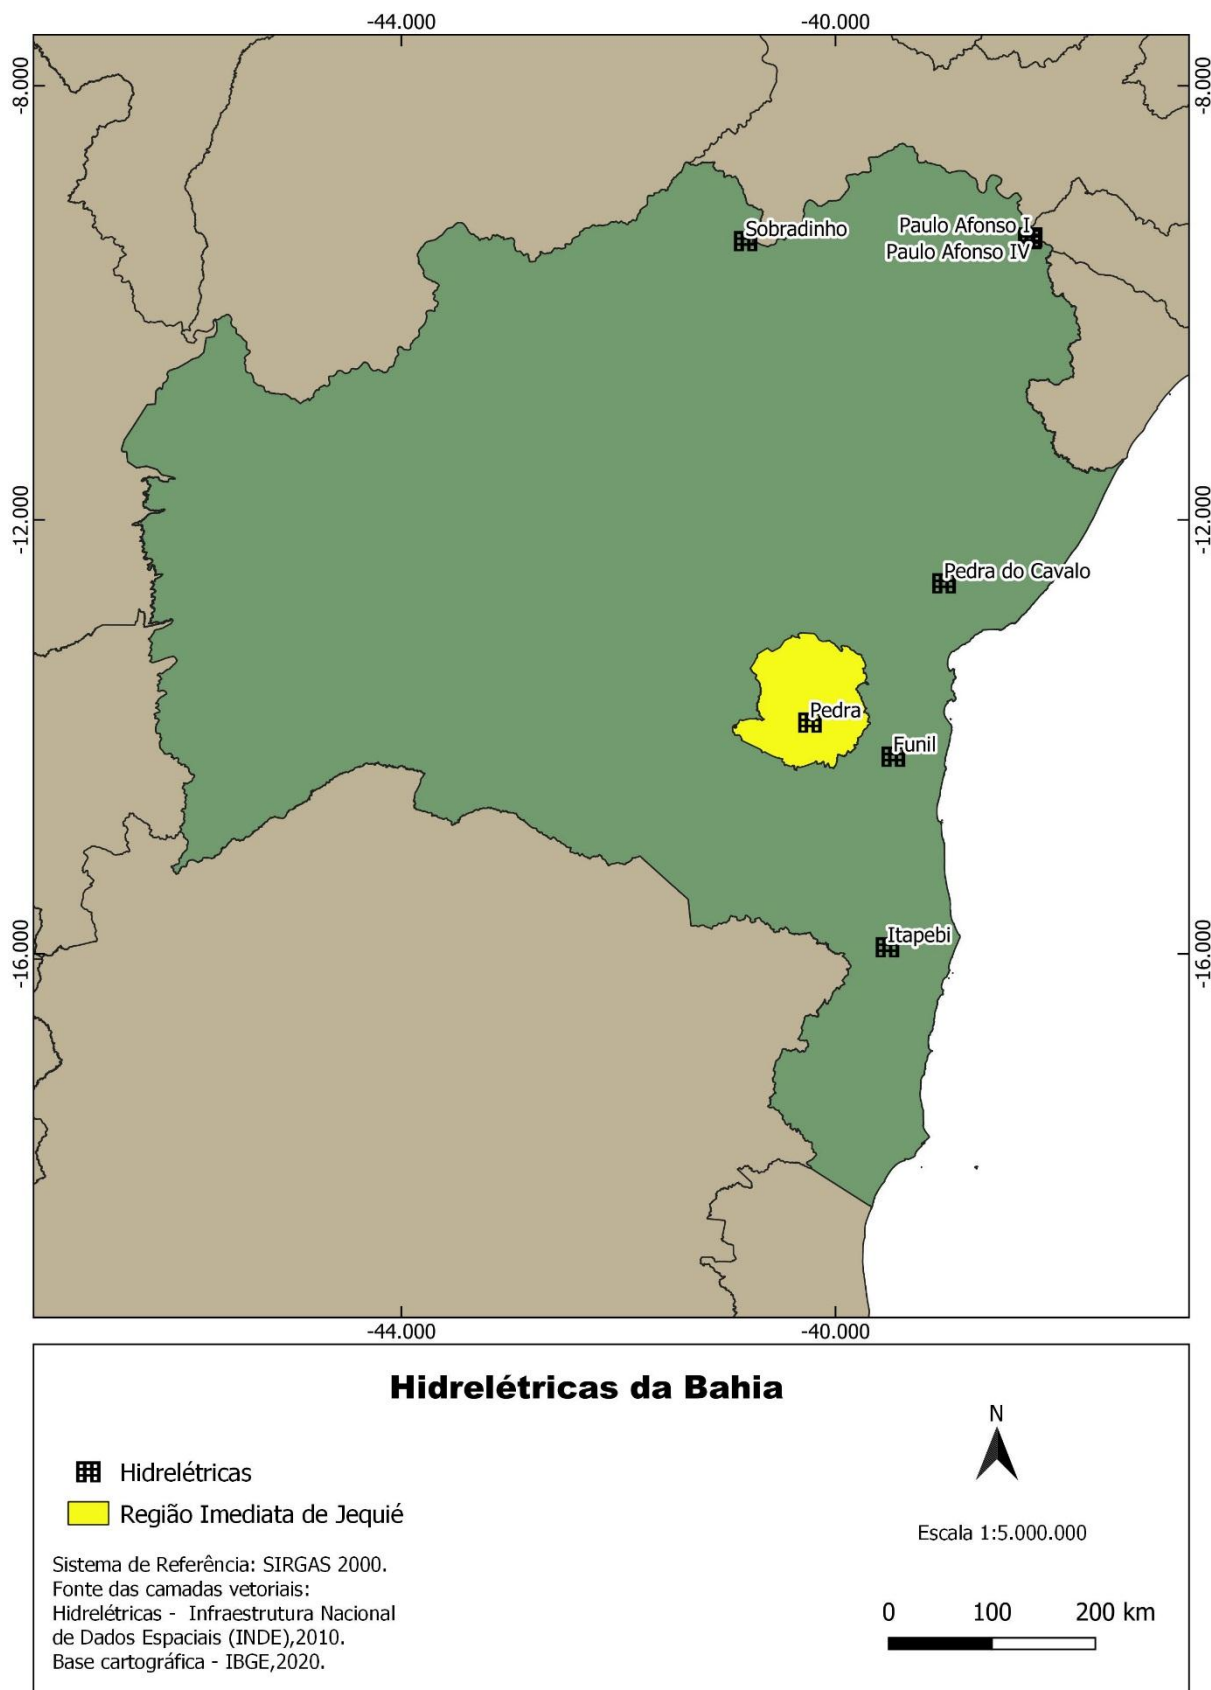 -44.000
-40.000
-8.000
-8.000
Sobradinho
Paulo Afonso I
Paulo Afonso IV
-12.000
-12.000
Pedra do Cavalo
Pedra
Funil
Itapebi
-16.000
-16.000
-44.000
-40.000
Hidrelétricas da Bahia
N
Hidrelétricas
Região Imediata de Jequié
Escala 1:5.000.000
Sistema de Referência: SIRGAS 2000.
Fonte das camadas vetoriais:
Hidrelétricas - Infraestrutura Nacional
de Dados Espaciais (INDE),2010.
Base cartográfica - IBGE,2020.
0 100 200 km